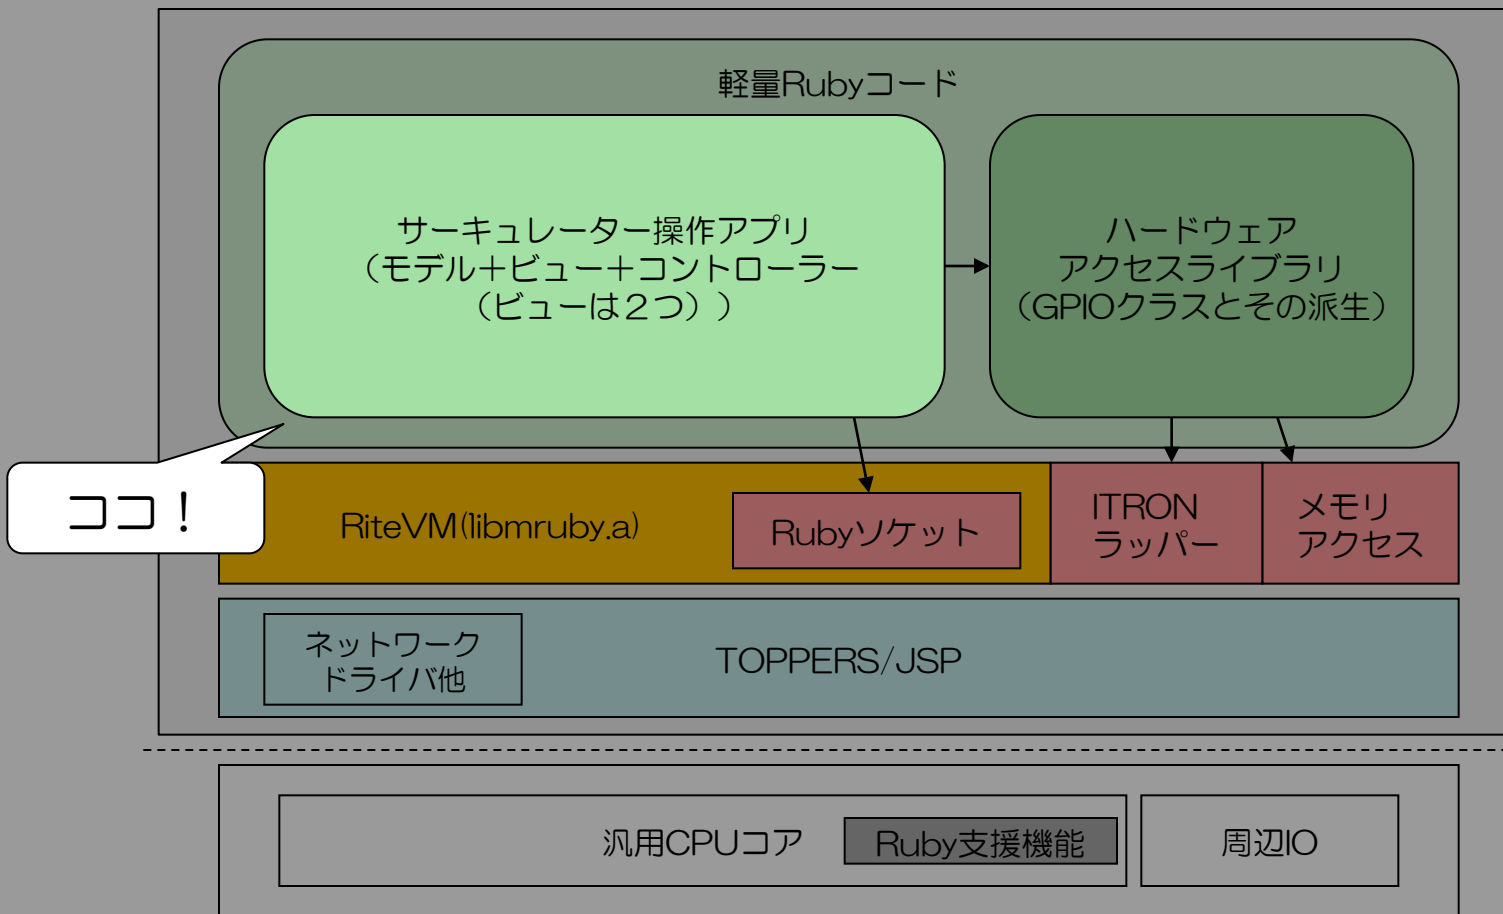 軽量Rubyコード
サーキュレーター操作アプリ
（モデル＋ビュー＋コントローラー
（ビューは２つ））
ハードウェア
アクセスライブラリ
（GPIOクラスとその派生）
ココ！
RiteVM(libmruby.a)
Rubyソケット
ITRON
ラッパー
メモリ
アクセス
ネットワーク
ドライバ他
TOPPERS/JSP
汎用CPUコア
Ruby支援機能
周辺IO